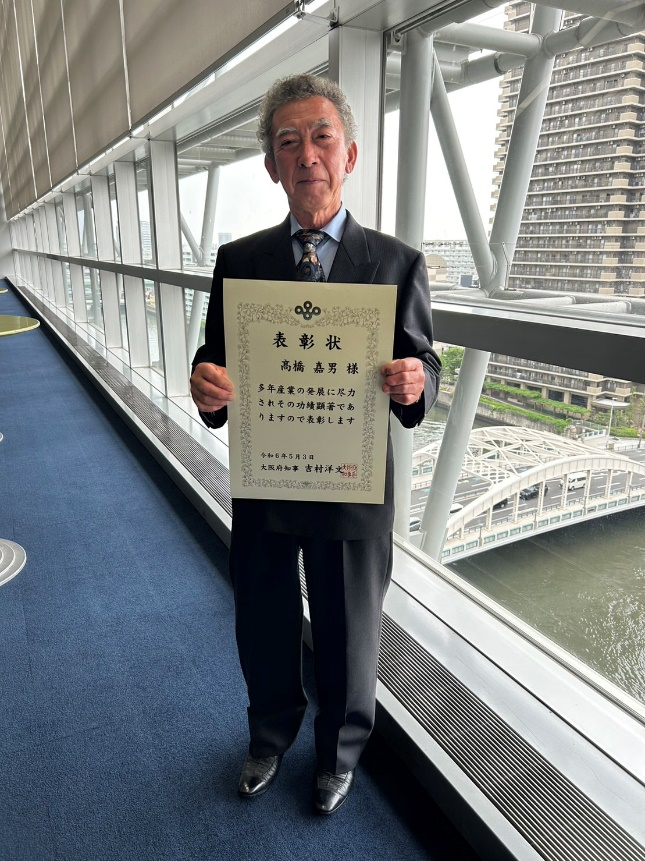 表彰状
髙橋 嘉男 様
多年産業の発展に尽力
されその功績顕著であ
りますので表彰します
令和6年5月3日
大阪府知事 吉村洋文